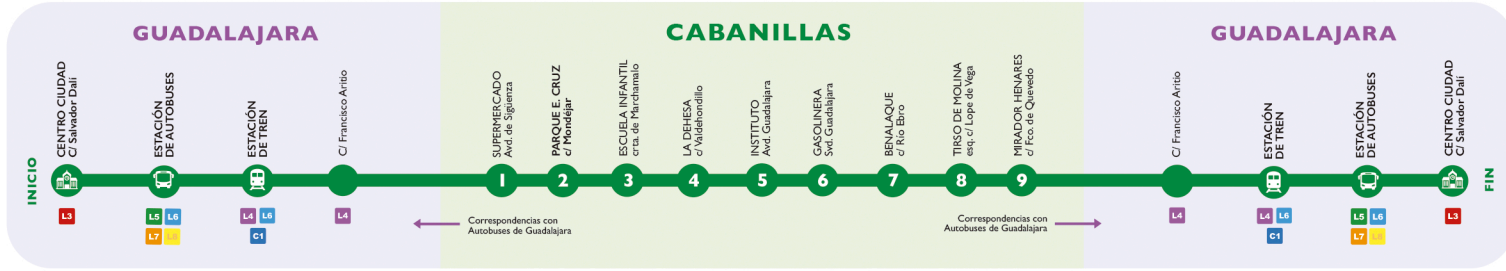 GUADALAJARA
CABANILLAS
GUADALAJARA
INICIO
CENTRO CIUDAD
C/ Salvador Dalí
L3
ESTACIÓN
DE AUTOBUSES
L5 L6
L7 L8
ESTACIÓN
DE TREN
L4 L6
C1
C/ Francisco Aritio
L4
Correspondencias con
Autobuses de Guadalajara
SUPERMERCADO
Avd. de Sigüenza
1
PARQUE E. CRUZ
c/ Mondéjar
2
ESCUELA INFANTIL
crta. de Marchamalo
3
LA DEHESA
c/ Valdehondillo
4
INSTITUTO
Avd. Guadalajara
5
GASOLINERA
Svd. Guadalajara
6
BENALAQUE
c/ Río Ebro
7
TIRSO DE MOLINA
esq. c/ Lope de Vega
8
MIRADOR HENARES
c/ Fco. de Quevedo
9
Correspondencias con
Autobuses de Guadalajara
C/ Francisco Aritio
L4
ESTACIÓN
DE TREN
L4 L6
C1
ESTACIÓN
DE AUTOBUSES
L5 L6
L7 L8
CENTRO CIUDAD
C/ Salvador Dalí
L3
FIN